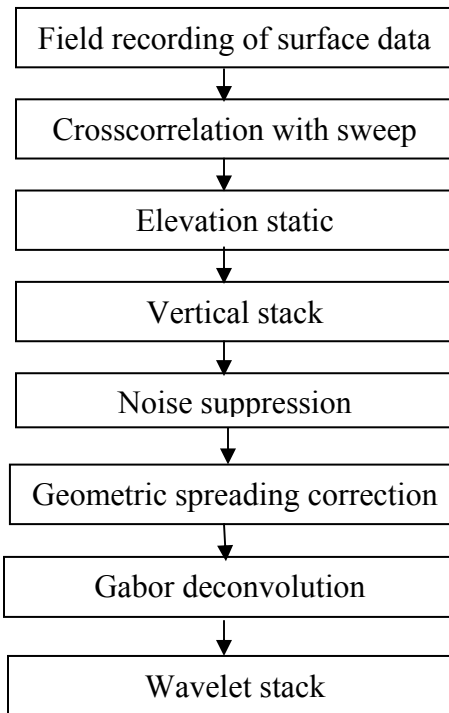 Field recording of surface data
Crosscorrelation with sweep
Elevation static
Vertical stack
Noise suppression
Geometric spreading correction
Gabor deconvolution
Wavelet stack